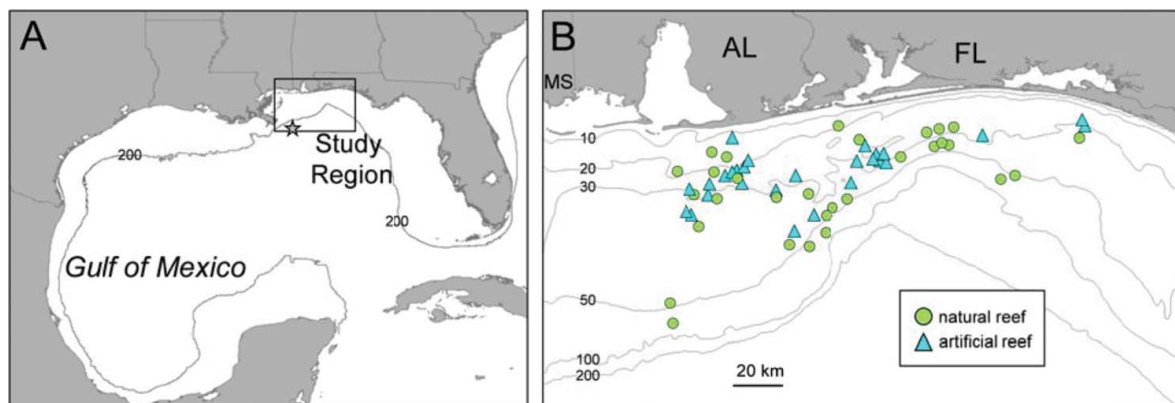 A
200
Study
Region
200
Gulf of Mexico
B
AL
FL
MS
10
20
30
50
100
200
natural reef
artificial reef
20 km